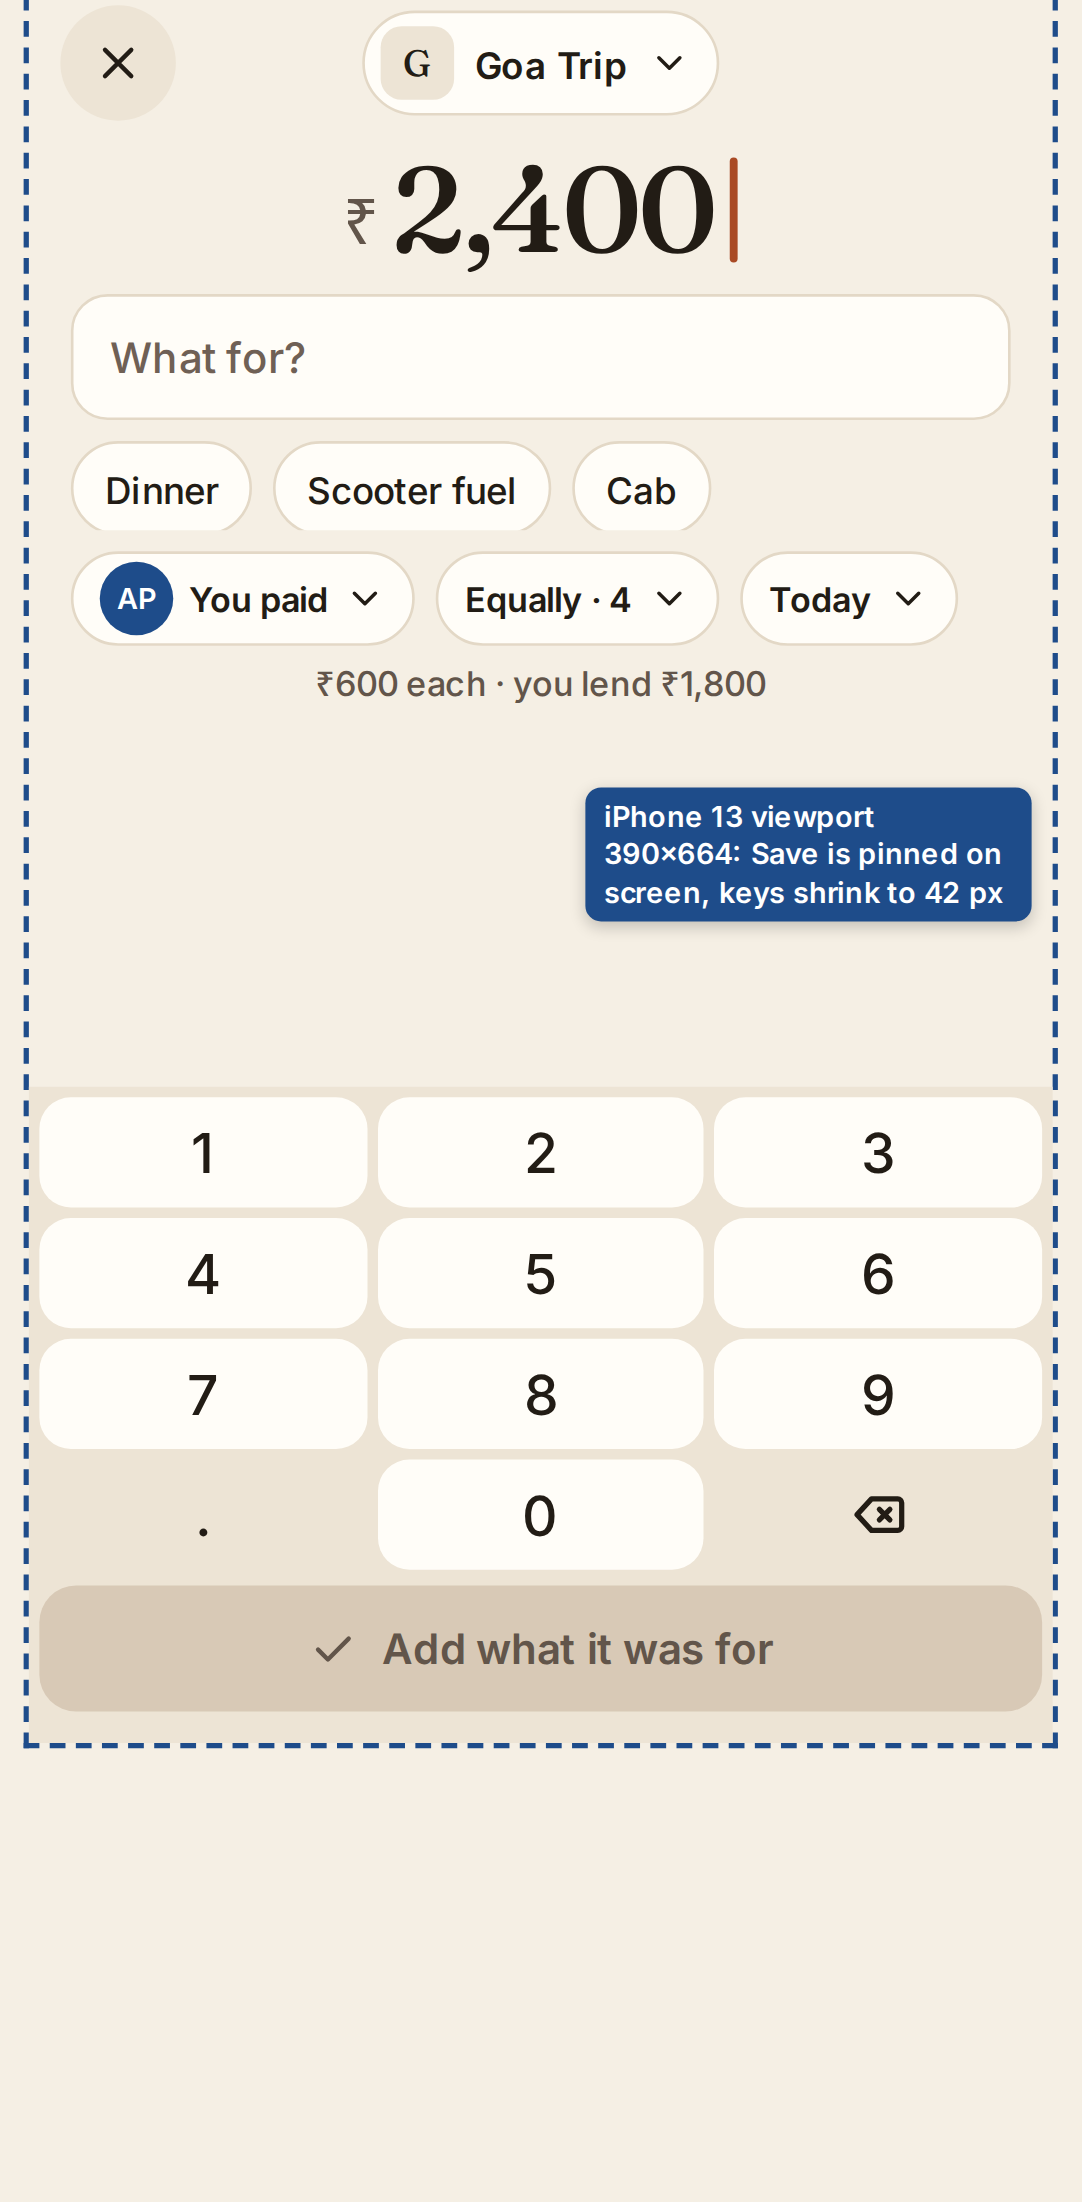 G Goa Trip
₹ 2,400
What for?
Dinner Scooter fuel Cab
AP You paid Equally · 4 Today
₹600 each · you lend ₹1,800
iPhone 13 viewport
390×664: Save is pinned on
screen, keys shrink to 42 px
1 2 3
4 5 6
7 8 9
. 0
Add what it was for